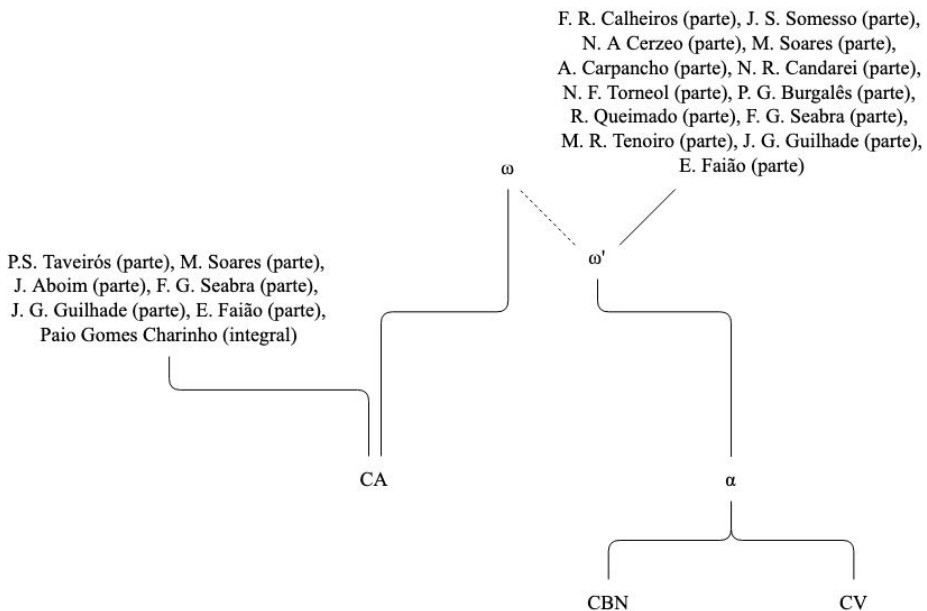 F. R. Calheiros (parte), J. S. Somesso (parte),
N. A Cerzeo (parte), M. Soares (parte),
A. Carpancho (parte), N. R. Candarei (parte),
N. F. Torneol (parte), P. G. Burgalês (parte),
R. Queimado (parte), F. G. Seabra (parte),
M. R. Tenoiro (parte), J. G. Guilhade (parte),
E. Faião (parte)
ω
ω'
P.S. Taveirós (parte), M. Soares (parte),
J. Aboim (parte), F. G. Seabra (parte),
J. G. Guilhade (parte), E. Faião (parte),
Paio Gomes Charinho (integral)
CA
α
CBN
CV